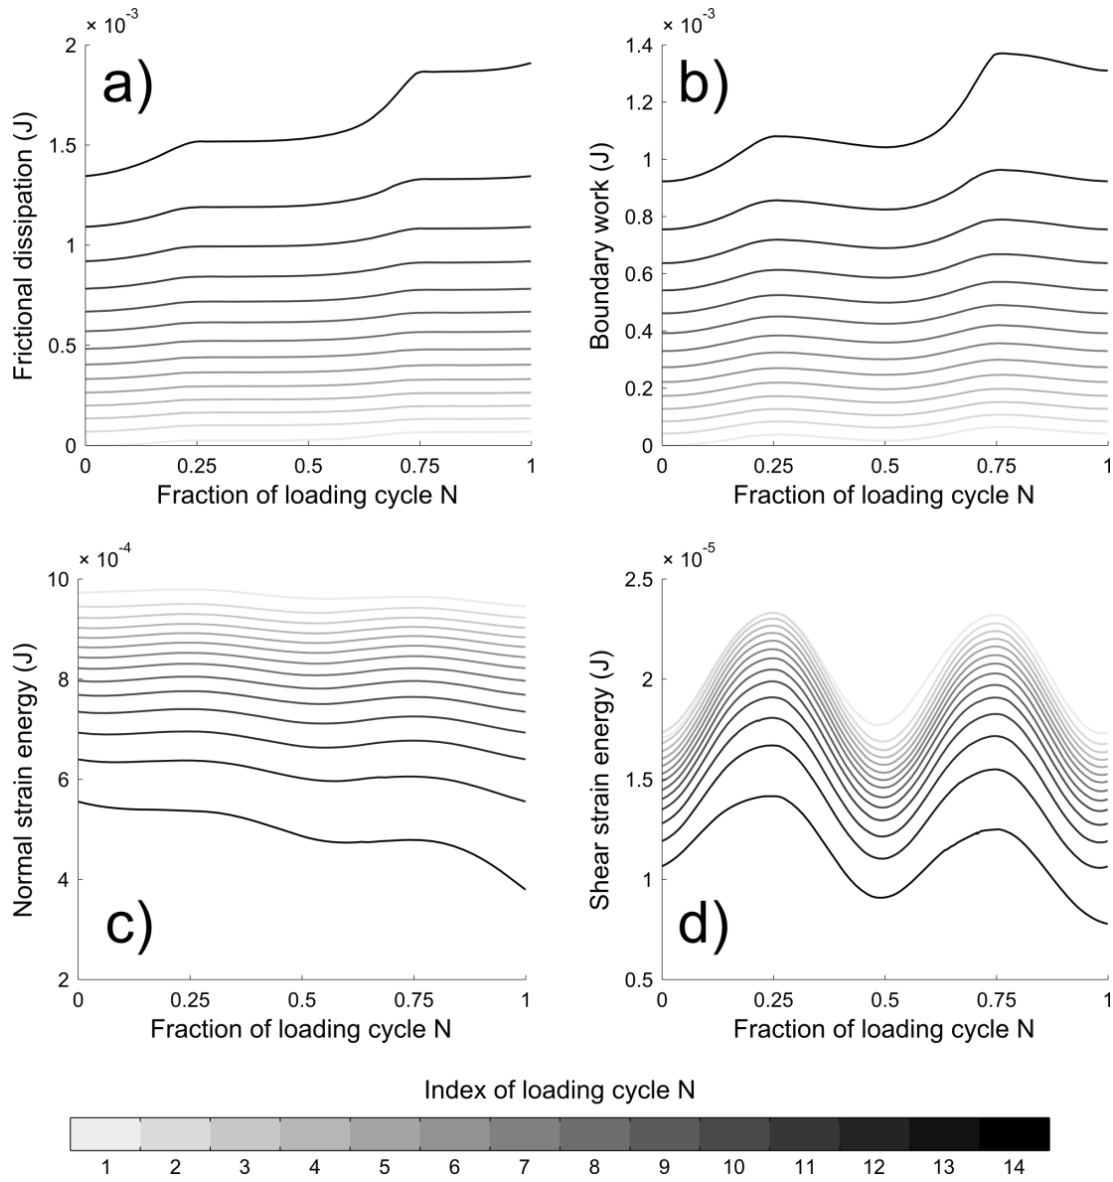 × 10⁻³
2
a)
1.5
1
0.5
0
0 0.25 0.5 0.75 1
Frictional dissipation (J)
Fraction of loading cycle N
× 10⁻³
1.4
b)
1.2
1
0.8
0.6
0.4
0.2
0
0 0.25 0.5 0.75 1
Boundary work (J)
Fraction of loading cycle N
× 10⁻⁴
10
8
6
4
c)
2
0 0.25 0.5 0.75 1
Normal strain energy (J)
Fraction of loading cycle N
× 10⁻⁵
2.5
2
1.5
1
d)
0.5
0 0.25 0.5 0.75 1
Shear strain energy (J)
Fraction of loading cycle N
Index of loading cycle N
1 2 3 4 5 6 7 8 9 10 11 12 13 14